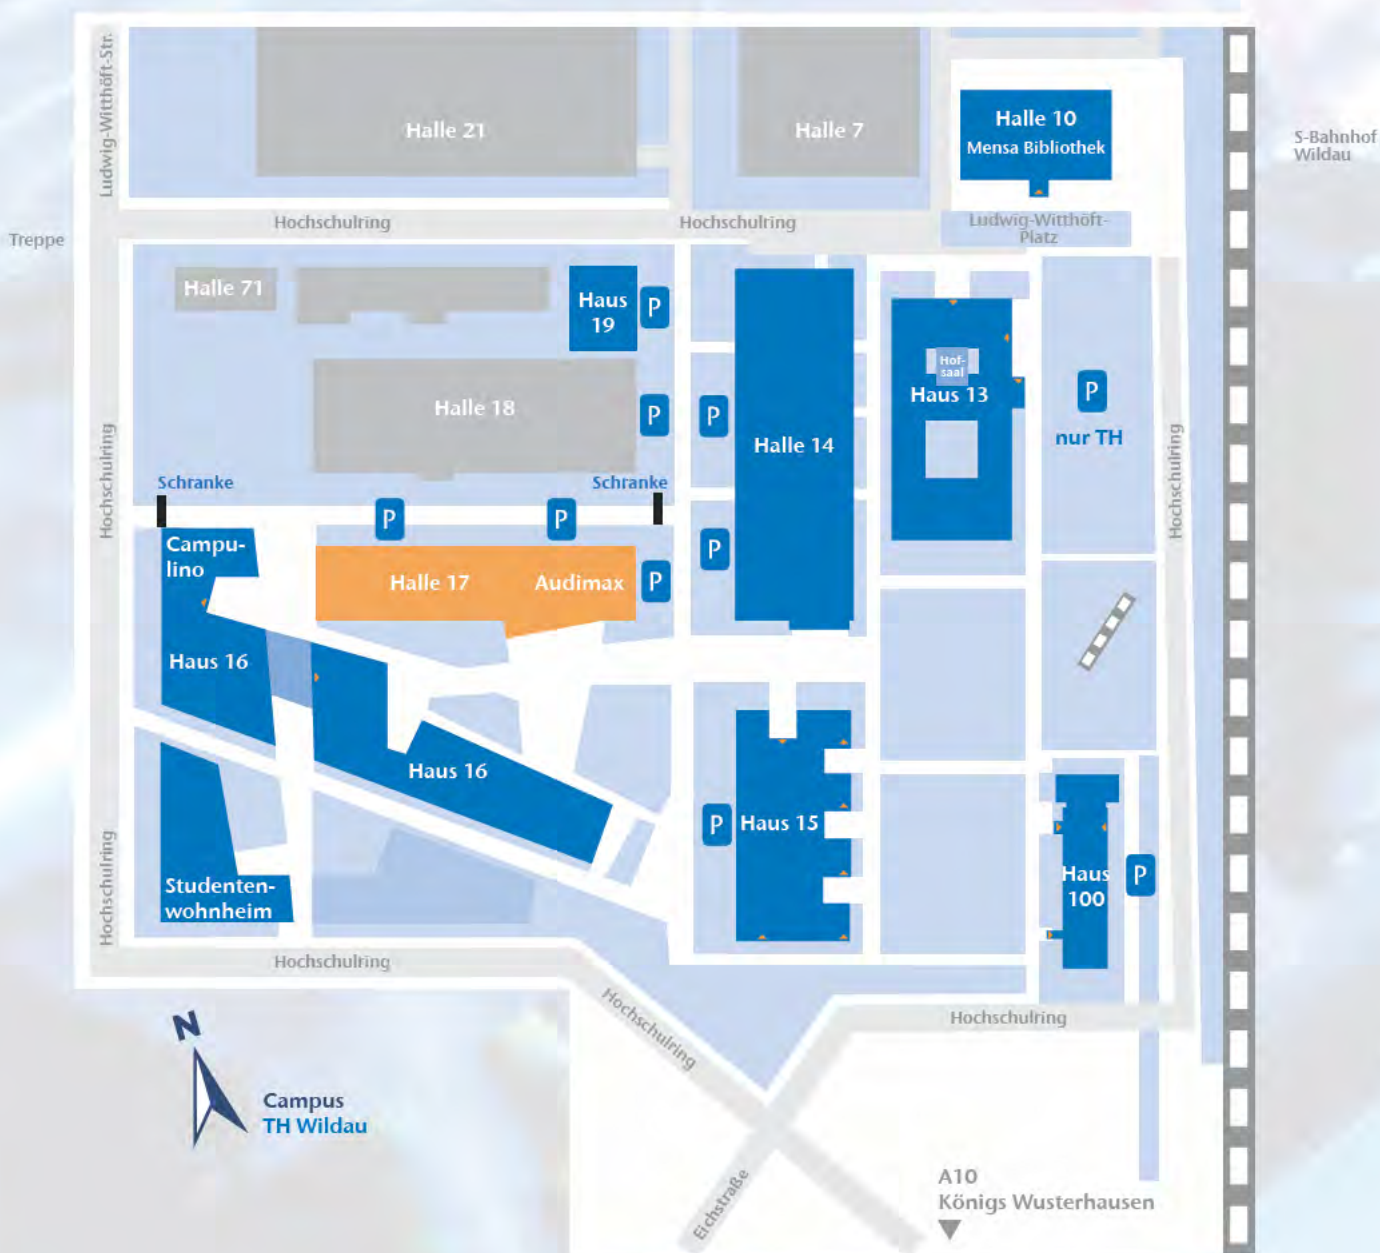 Ludwig-Witthöft-Str.
Halle 21
Halle 7
Halle 10
Mensa Bibliothek
S-Bahnhof
Wildau
Treppe
Hochschulring
Hochschulring
Ludwig-Witthöft-
Platz
Halle 71
Haus
19
P
Halle 18
P
P
Halle 14
Hof-
saal
Haus 13
P
nur TH
Hochschulring
Hochschulring
Schranke
Schranke
P
P
Campu-
lino
Halle 17
Audimax
P
P
Haus 16
Haus 16
P
Haus 15
Haus
100
P
Studenten-
wohnheim
Hochschulring
Hochschulring
Hochschulring
Hochschulring
N
Campus
TH Wildau
Eichstraße
A10
Königs Wusterhausen